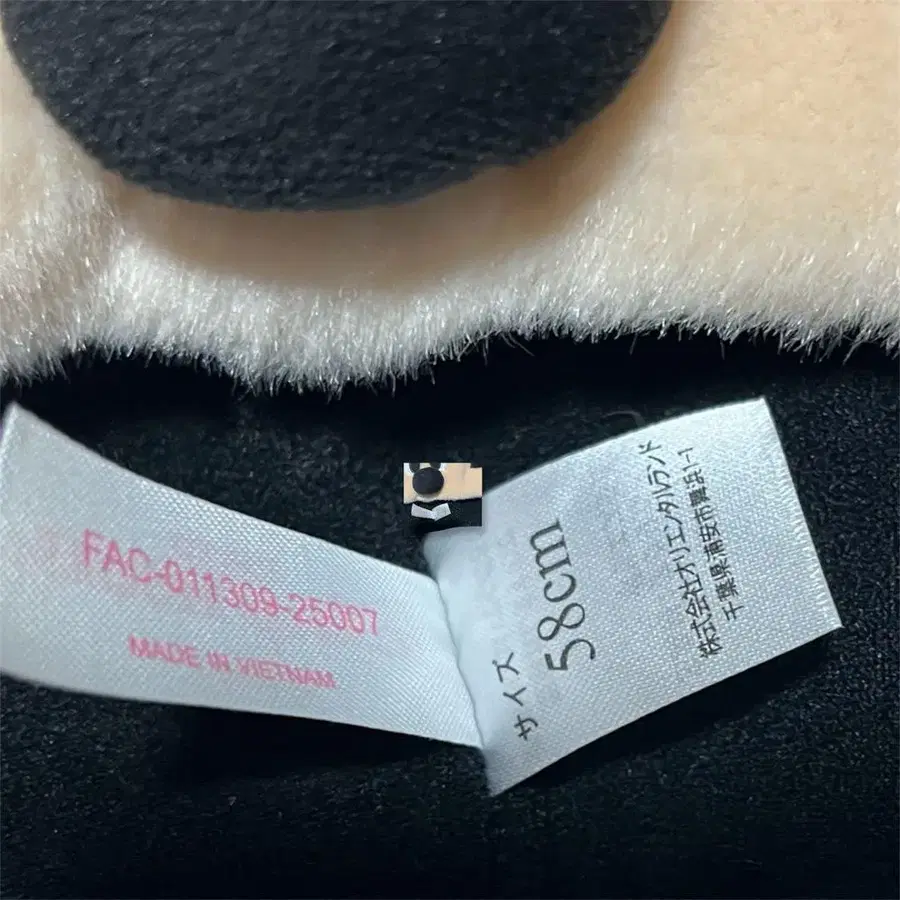 FAC-011309-25007
MADE IN VIETNAM
サイズ
58cm
株式会社オリエンタルランド
千葉県浦安市舞浜1-1